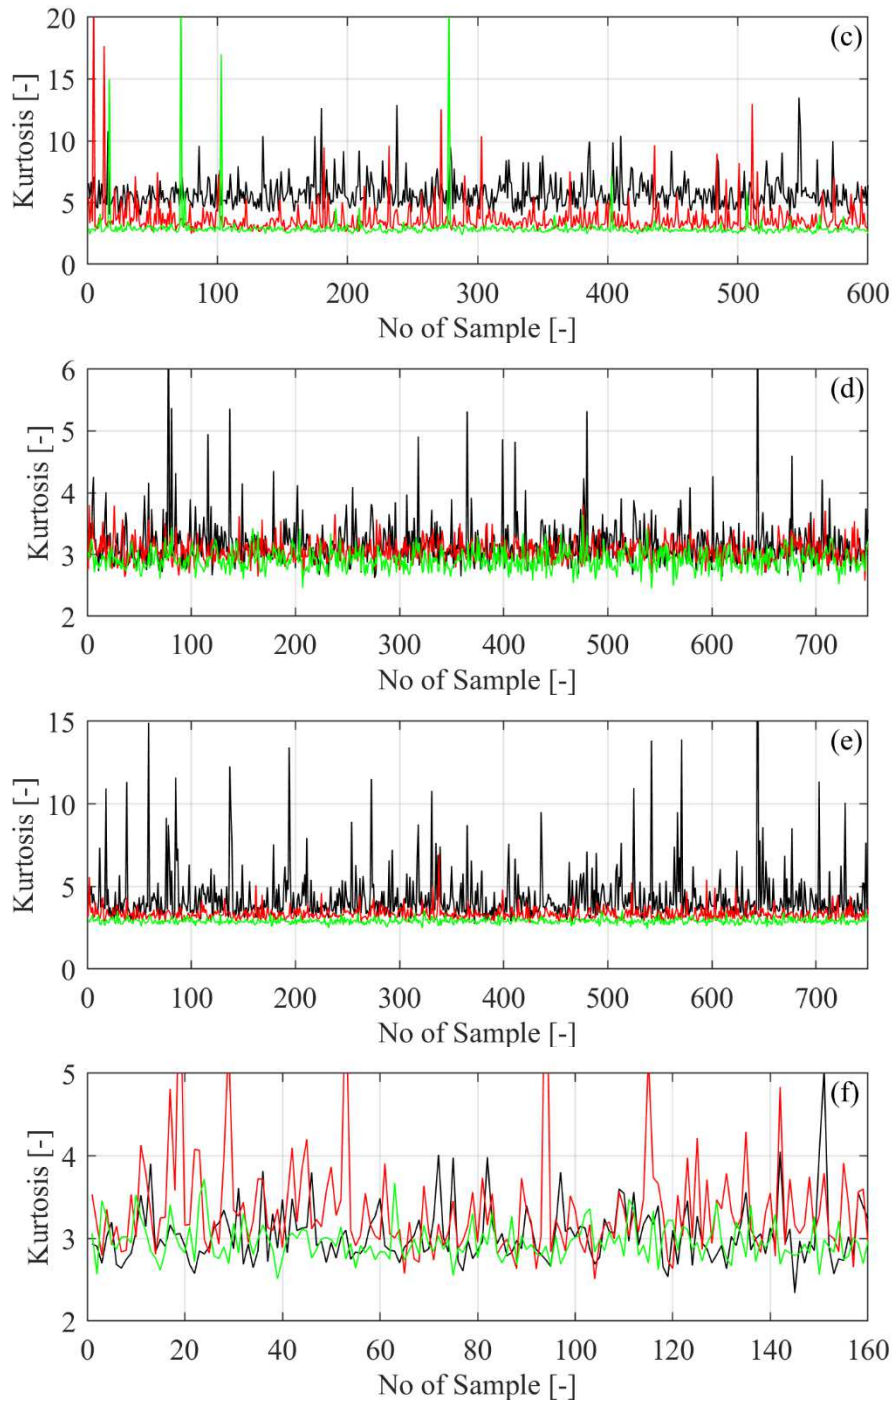 (c)
Kurtosis [-]
20
15
10
5
0
0 100 200 300 400 500 600
No of Sample [-]
(d)
Kurtosis [-]
6
5
4
3
2
0 100 200 300 400 500 600 700
No of Sample [-]
(e)
Kurtosis [-]
15
10
5
0
0 100 200 300 400 500 600 700
No of Sample [-]
(f)
Kurtosis [-]
5
4
3
2
0 20 40 60 80 100 120 140 160
No of Sample [-]